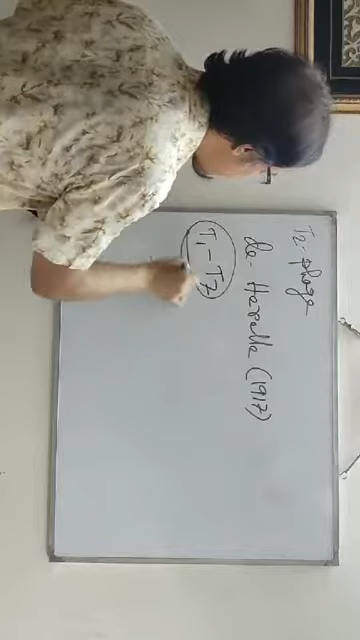 T2- phage
de- Herelle (1917)
T1 - T7